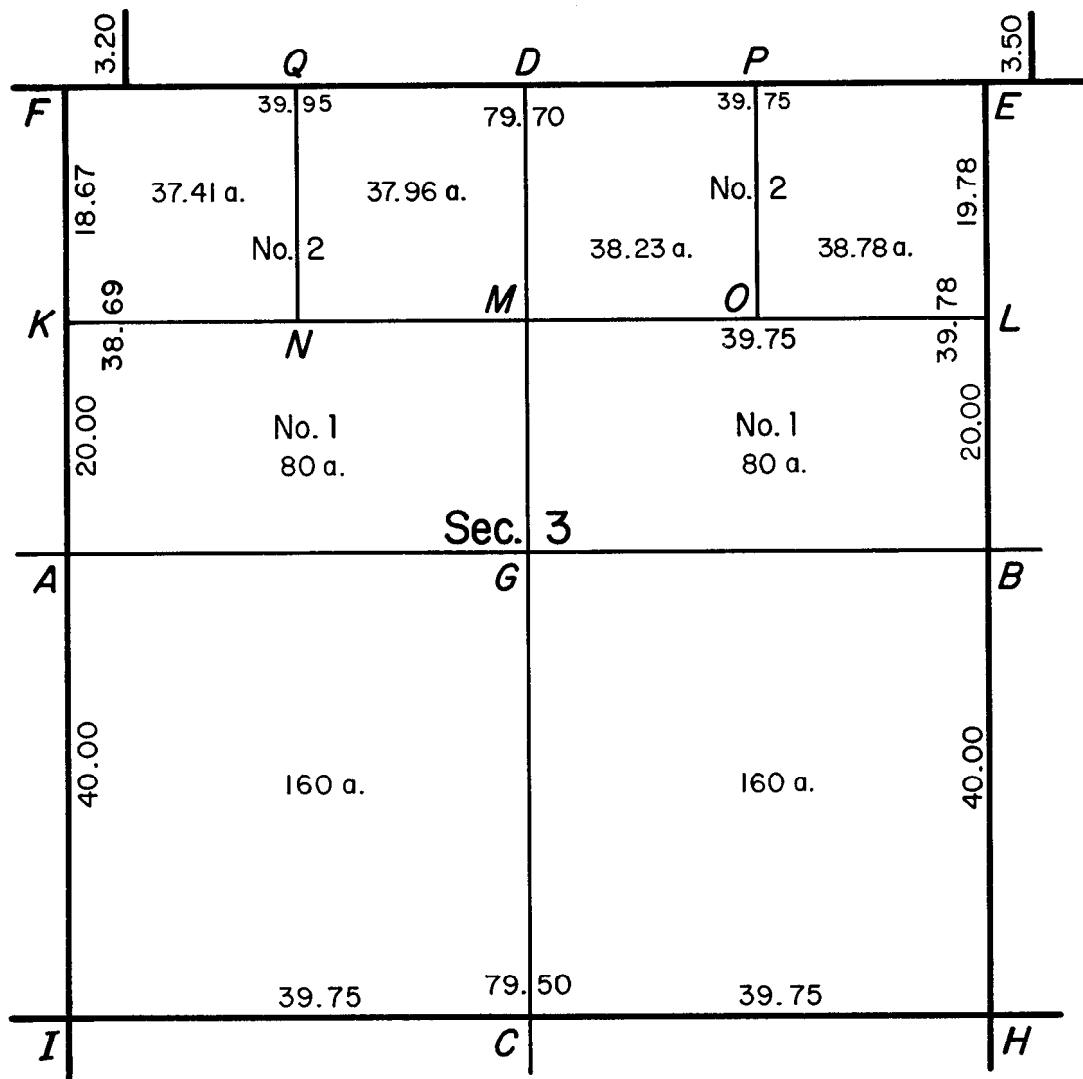 3.20
3.50
Q D P
F 39.95 79.70 39.75 E
18.67
37.41 a. 37.96 a. No. 2
19.78
No. 2 38.23 a. 38.78 a.
K M O L
38.69
N 39.75
39.78
20.00
No. 1 No. 1
20.00
80 a. 80 a.
Sec. 3
A G B
40.00
160 a. 160 a.
40.00
39.75 79.50 39.75
I C H